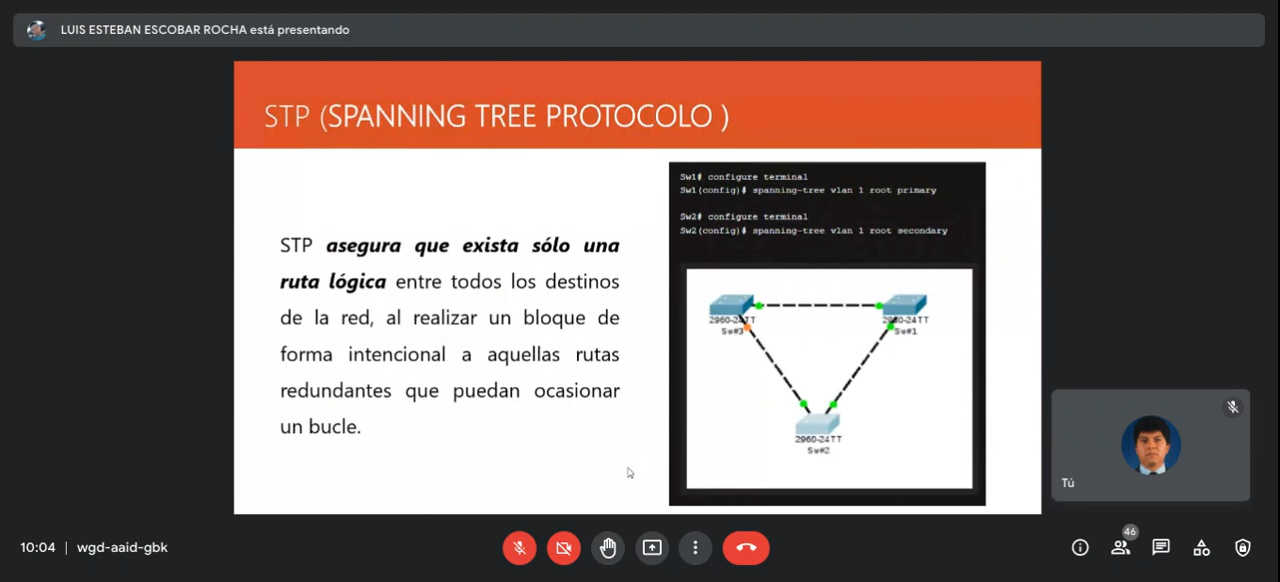 LUIS ESTEBAN ESCOBAR ROCHA está presentando
STP (SPANNING TREE PROTOCOLO )
STP asegura que exista sólo una
ruta lógica entre todos los destinos
de la red, al realizar un bloque de
forma intencional a aquellas rutas
redundantes que puedan ocasionar
un bucle.
Sw1# configure terminal
Sw1(config)# spanning-tree vlan 1 root primary
Sw2# configure terminal
Sw2(config)# spanning-tree vlan 1 root secondary
2960-24TT
Sw#3
2960-24TT
Sw#1
2960-24TT
Sw#2
Tú
10:04 | wgd-aaid-gbk
46